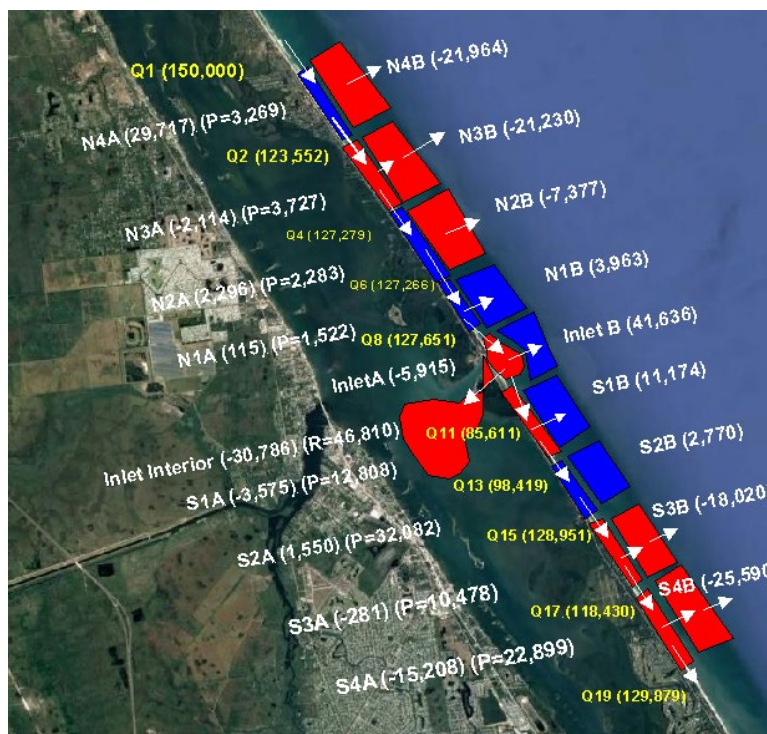 Q1 (150,000)
N4B (-21,964)
N4A (29,717) (P=3,269)
N3B (-21,230)
Q2 (123,552)
N2B (-7,377)
N3A (-2,114) (P=3,727)
Q4 (127,279)
N1B (3,963)
N2A (2,296) (P=2,283)
Q6 (127,266)
Inlet B (41,636)
N1A (115) (P=1,522)
Q8 (127,651)
S1B (11,174)
InletA (-5,915)
S2B (2,770)
Inlet Interior (-30,786) (R=46,810)
Q11 (85,611)
S3B (-18,020)
S1A (-3,575) (P=12,808)
Q13 (98,419)
S4B (-25,590)
S2A (1,550) (P=32,082)
Q15 (128,951)
S3A (-281) (P=10,478)
Q17 (118,430)
S4A (-15,208) (P=22,899)
Q19 (129,879)